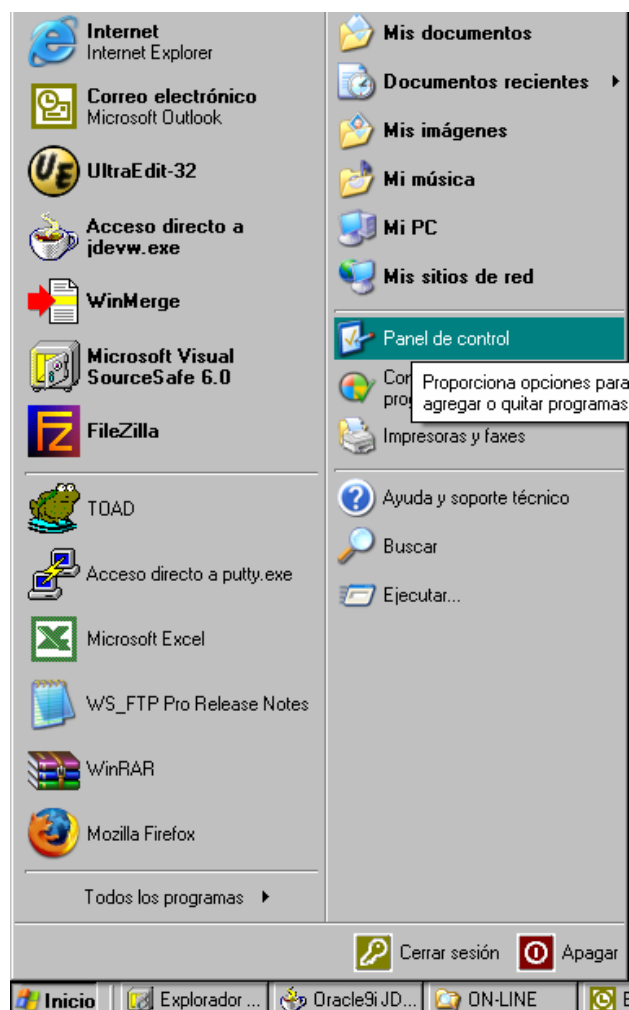 Internet
Internet Explorer
Correo electrónico
Microsoft Outlook
UltraEdit-32
Acceso directo a
jdevw.exe
WinMerge
Microsoft Visual
SourceSafe 6.0
FileZilla
TOAD
Acceso directo a putty.exe
Microsoft Excel
WS_FTP Pro Release Notes
WinRAR
Mozilla Firefox
Todos los programas
Mis documentos
Documentos recientes
Mis imágenes
Mi música
Mi PC
Mis sitios de red
Panel de control
Proporciona opciones para
agregar o quitar programas
Impresoras y faxes
Ayuda y soporte técnico
Buscar
Ejecutar...
Cerrar sesión
Apagar
Inicio
Explorador ...
Oracle9i JD...
ON-LINE